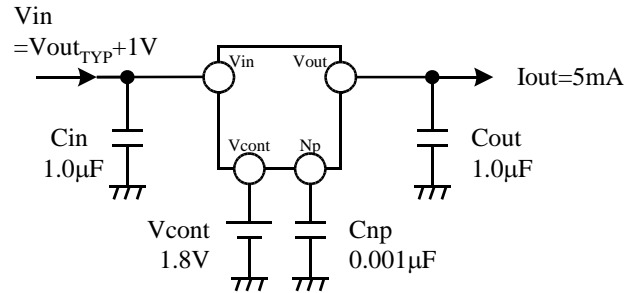 Vin
=VoutTYP+1V
Vin
Vout
Iout=5mA
Cin
1.0μF
Vcont
Np
Cout
1.0μF
Vcont
1.8V
Cnp
0.001μF